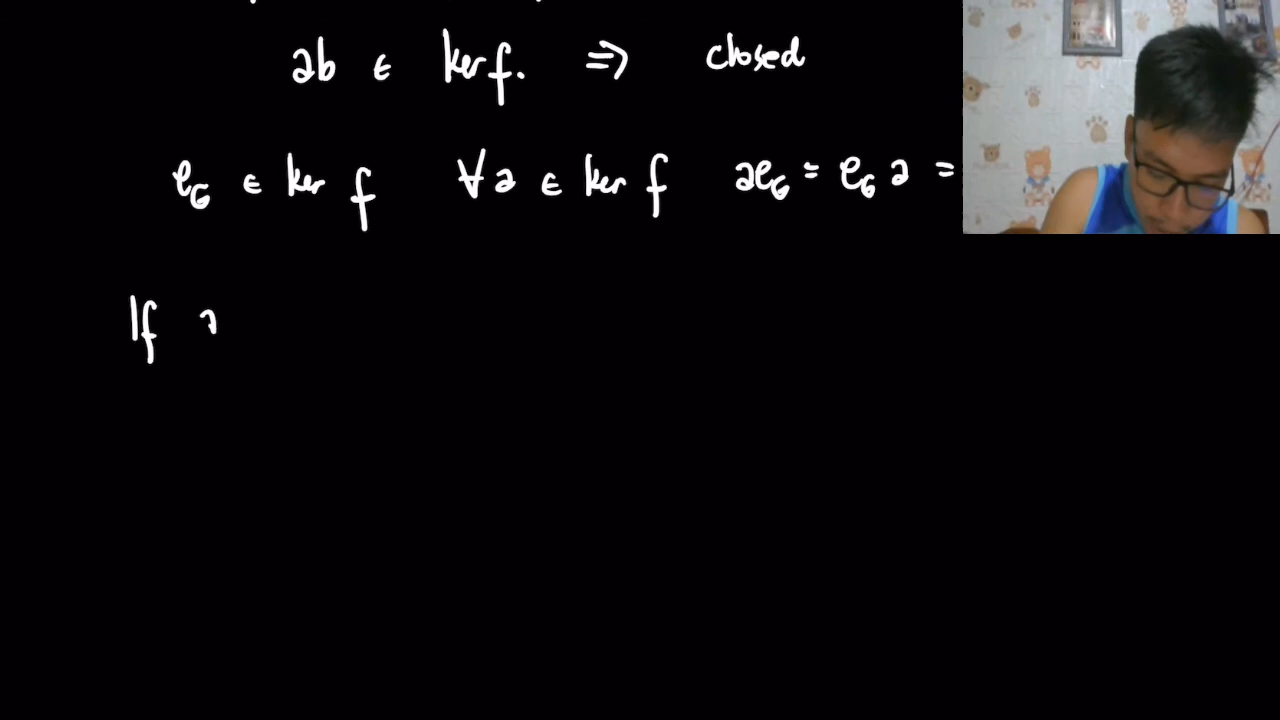 ab ∈ ker f. ⇒ closed
e_G ∈ ker f ∀a ∈ ker f ae_G = e_G a =
If a